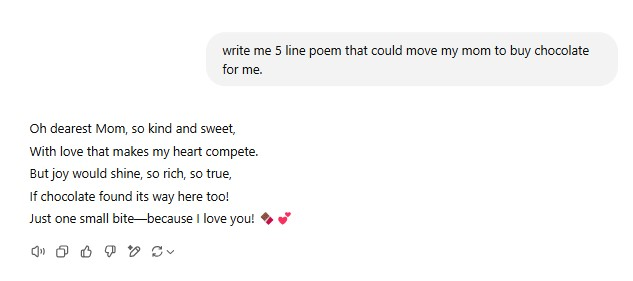 write me 5 line poem that could move my mom to buy chocolate
for me.
Oh dearest Mom, so kind and sweet,
With love that makes my heart compete.
But joy would shine, so rich, so true,
If chocolate found its way here too!
Just one small bite—because I love you! 🍫 💕